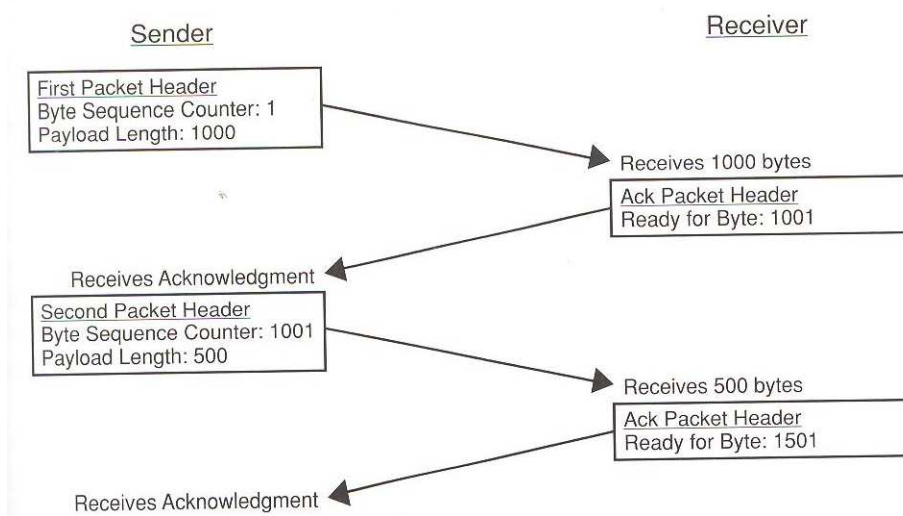 Sender
Receiver
First Packet Header
Byte Sequence Counter: 1
Payload Length: 1000
Receives 1000 bytes
Ack Packet Header
Ready for Byte: 1001
Receives Acknowledgment
Second Packet Header
Byte Sequence Counter: 1001
Payload Length: 500
Receives 500 bytes
Ack Packet Header
Ready for Byte: 1501
Receives Acknowledgment